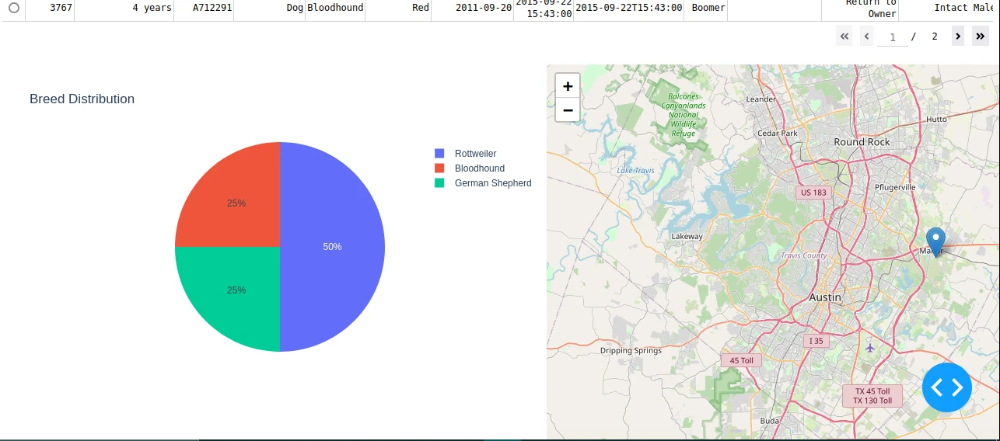 2015-09-22 Return to
3767 4 years A712291 Dog Bloodhound Red 2011-09-20 15:43:00 2015-09-22T15:43:00 Boomer Owner Intact Male
1 / 2
Breed Distribution
Rottweiler
Bloodhound
German Shepherd
25%
50%
25%
+
−
Balcones
Canyonlands
National
Wildlife
Refuge
Leander
Hutto
Cedar Park
Round Rock
Lake Travis
Pflugerville
US 183
Lakeway
Manor
Travis County
Austin
I 35
Dripping Springs
45 Toll
TX 45 Toll
TX 130 Toll
Buda